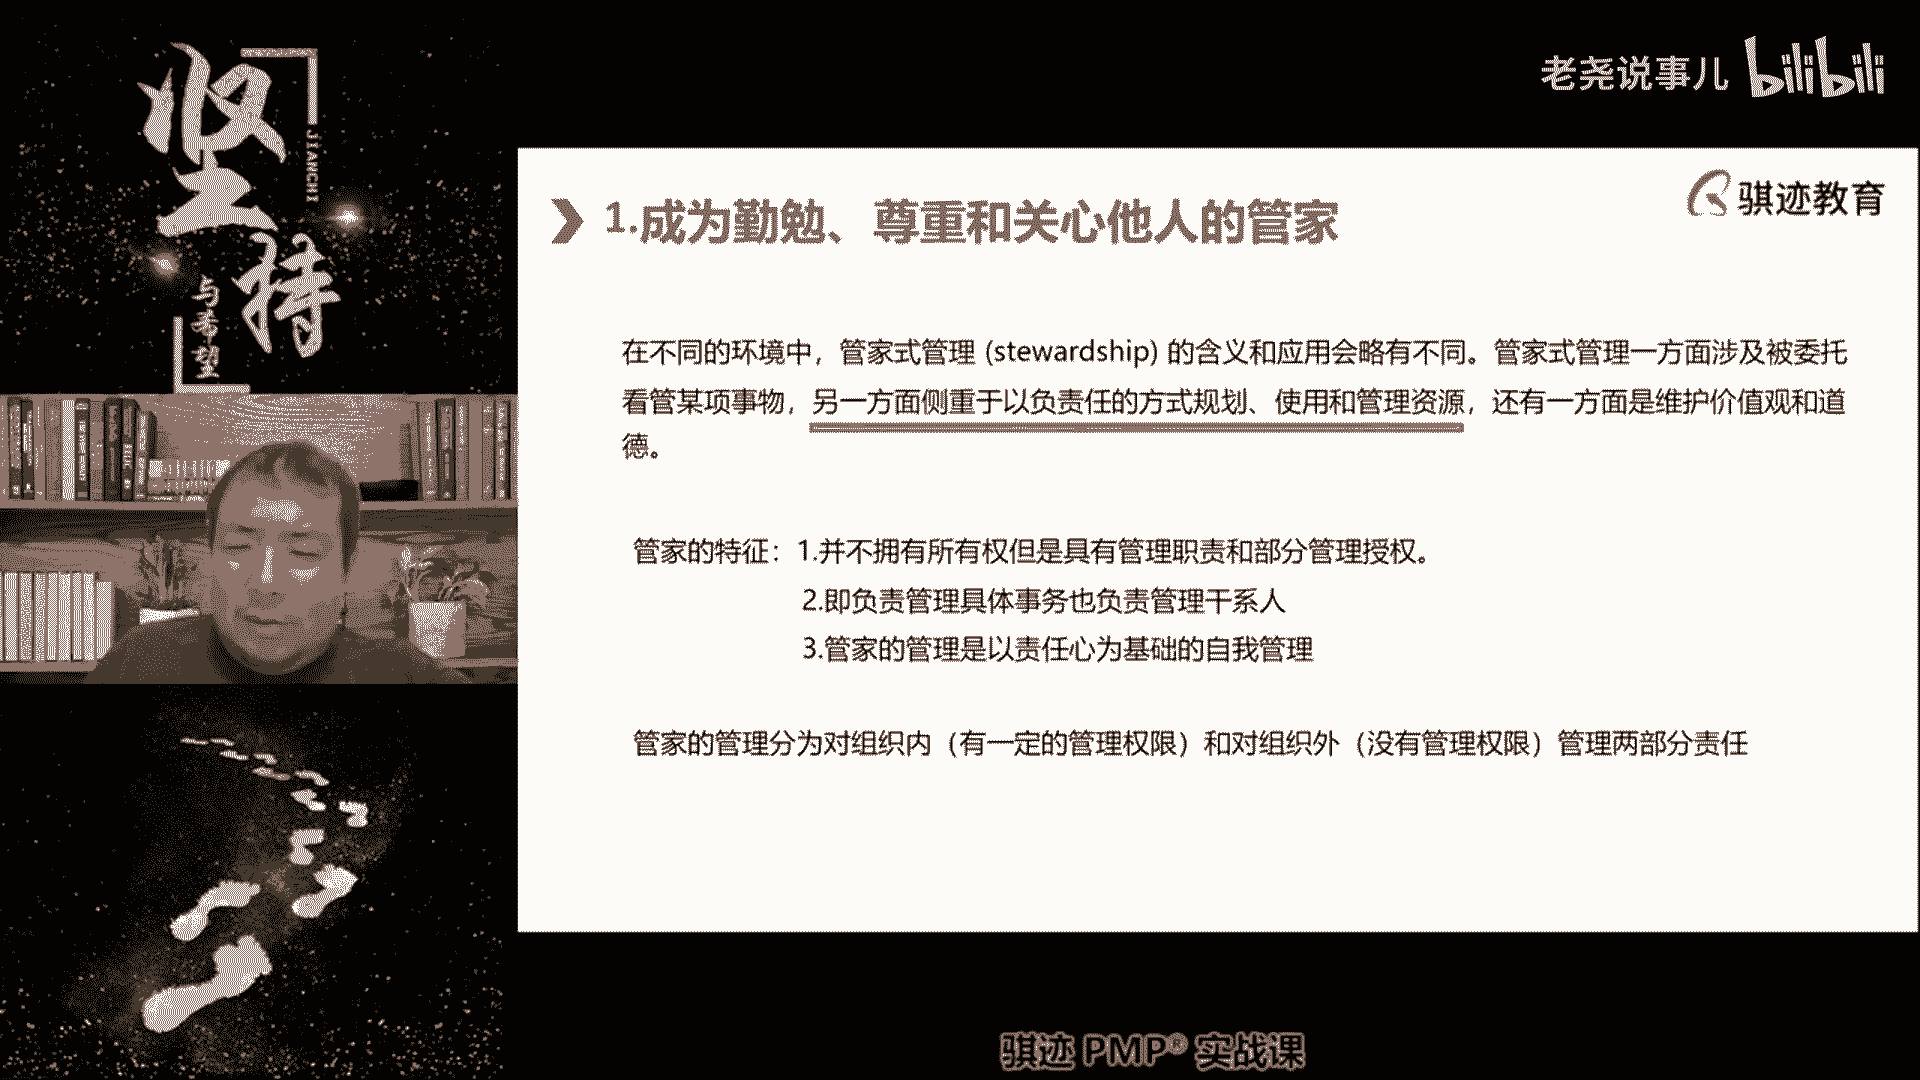 坚持
JIANCHI
与希望
老尧说事儿 bilibili
骐迹教育
1.成为勤勉、尊重和关心他人的管家
在不同的环境中，管家式管理 (stewardship) 的含义和应用会略有不同。管家式管理一方面涉及被委托
看管某项事物，另一方面侧重于以负责任的方式规划、使用和管理资源，还有一方面是维护价值观和道
德。
管家的特征：1.并不拥有所有权但是具有管理职责和部分管理授权。
2.即负责管理具体事务也负责管理干系人
3.管家的管理是以责任心为基础的自我管理
管家的管理分为对组织内（有一定的管理权限）和对组织外（没有管理权限）管理两部分责任
骐迹 PMP® 实战课